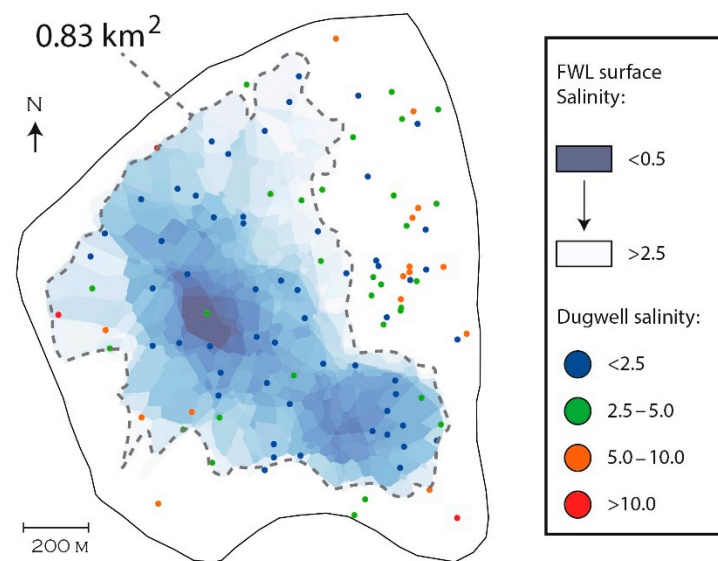 0.83 km²
N
200 M
FWL surface
Salinity:
<0.5
>2.5
Dugwell salinity:
<2.5
2.5–5.0
5.0–10.0
>10.0